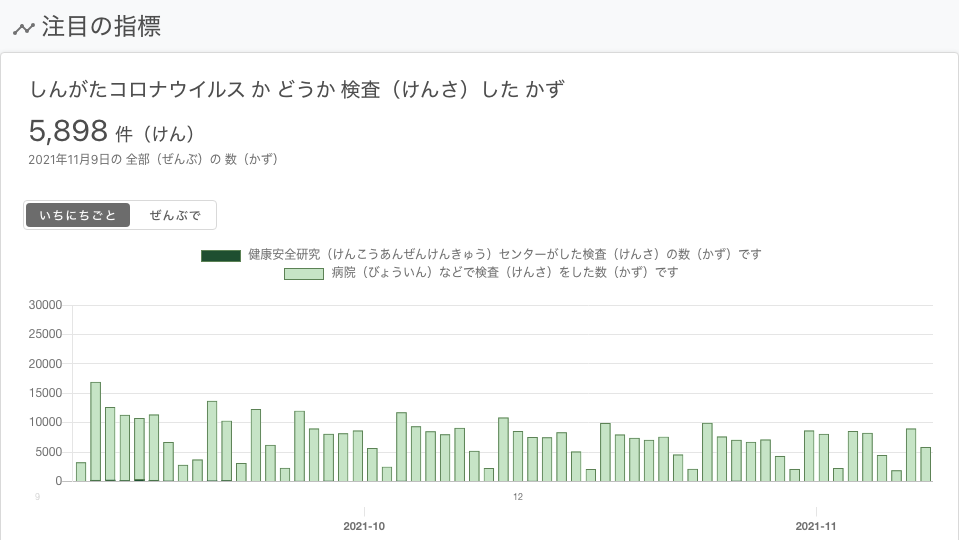 注目の指標
しんがたコロナウイルス か どうか 検査（けんさ）した かず
5,898 件（けん）
2021年11月9日の 全部（ぜんぶ）の 数（かず）
いちにちごと ぜんぶで
健康安全研究（けんこうあんぜんけんきゅう）センターがした検査（けんさ）の数（かず）です
病院（びょういん）などで検査（けんさ）をした数（かず）です
30000
25000
20000
15000
10000
5000
0
9 12
2021-10 2021-11